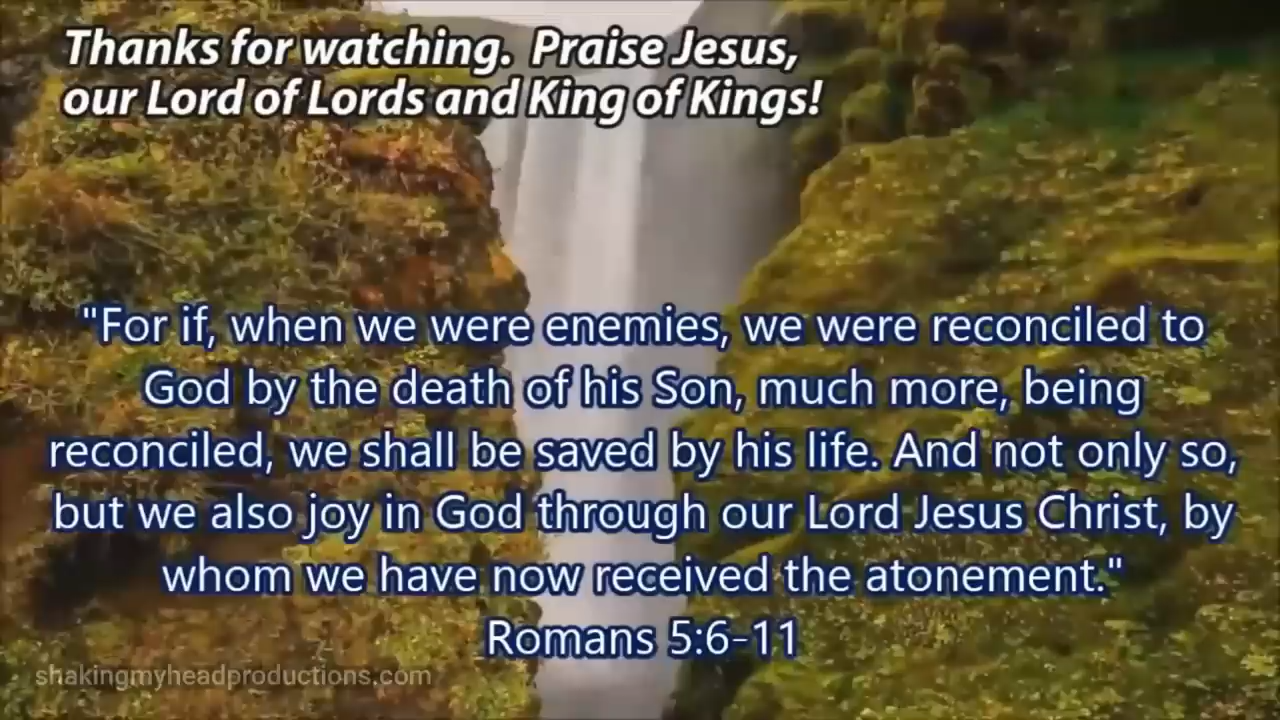 Thanks for watching.  Praise Jesus,
our Lord of Lords and King of Kings!
"For if, when we were enemies, we were reconciled to
God by the death of his Son, much more, being
reconciled, we shall be saved by his life. And not only so,
but we also joy in God through our Lord Jesus Christ, by
whom we have now received the atonement."
Romans 5:6-11
shakingmyheadproductions.com